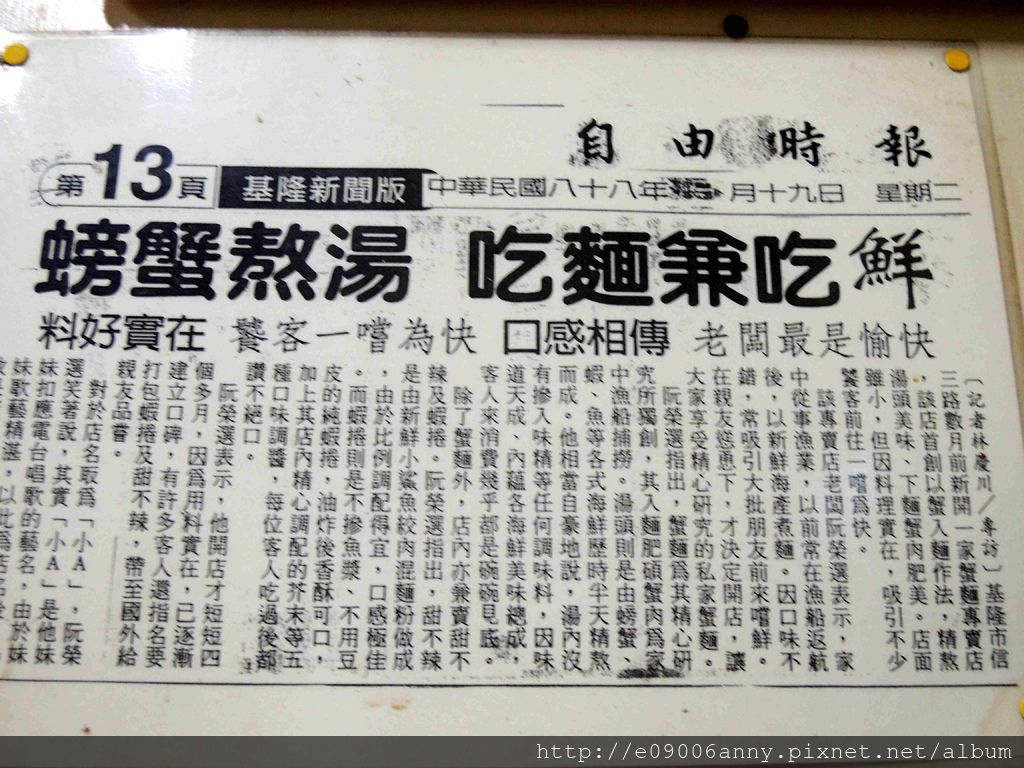 自由時報
第13頁 基隆新聞版 中華民國八十八年 月十九日 星期二
螃蟹熬湯 吃麵兼吃鮮
料好實在 饕客一嚐為快 口感相傳 老闆最是愉快
〔記者林慶川/專訪〕基隆市信
三路數月前新開一家蟹麵專賣店
,該店首創以蟹入麵作法,精熬
湯頭美味、下麵蟹肉肥美。店面
雖小,但因料理實在,吸引不少
饕客前往一嚐爲快。
該專賣店老闆阮榮選表示,家
中從事漁業,以前常在漁船返航
後,以新鮮海產煮麵。因口味不
錯,常吸引大批朋友前來嚐鮮。
在親友慫恿下,才決定開店,讓
大家享受精心研究的私家蟹麵。
阮榮選指出,蟹麵爲其精心研
究所獨創,其入麵肥碩蟹肉爲家
中漁船捕撈。湯頭則是由螃蟹、
蝦、魚等各式海鮮歷時半天精熬
而成。他相當自豪地說,湯內沒
有摻入味精等任何調味料,因味
道天成、內蘊各海鮮美味總成,
客人來消費幾乎都是碗碗見底。
除了蟹麵外,店內亦兼賣甜不
辣及蝦捲。阮榮選指出,甜不辣
是由新鮮小鯊魚絞肉混麵粉做成
,由於比例調配得宜,口感極佳
。而蝦捲則是不摻魚漿、不用豆
皮的純蝦捲,油炸後香酥可口,
加上其店內精心調配的芥末等五
種口味調醬,每位客人吃過後都
讚不絕口。
阮榮選表示,他開店才短短四
個多月,因爲用料實在,已逐漸
建立口碑,有許多客人還指名要
打包蝦捲及甜不辣,帶至國外給
親友品嘗。
對於店名取爲「小A」,阮榮
選笑著說,其實「小A」是他妹
妹扣應電台唱歌的藝名,由於妹
妹歌藝精湛,以此爲店名後
http://e09006anny.pixnet.net/album